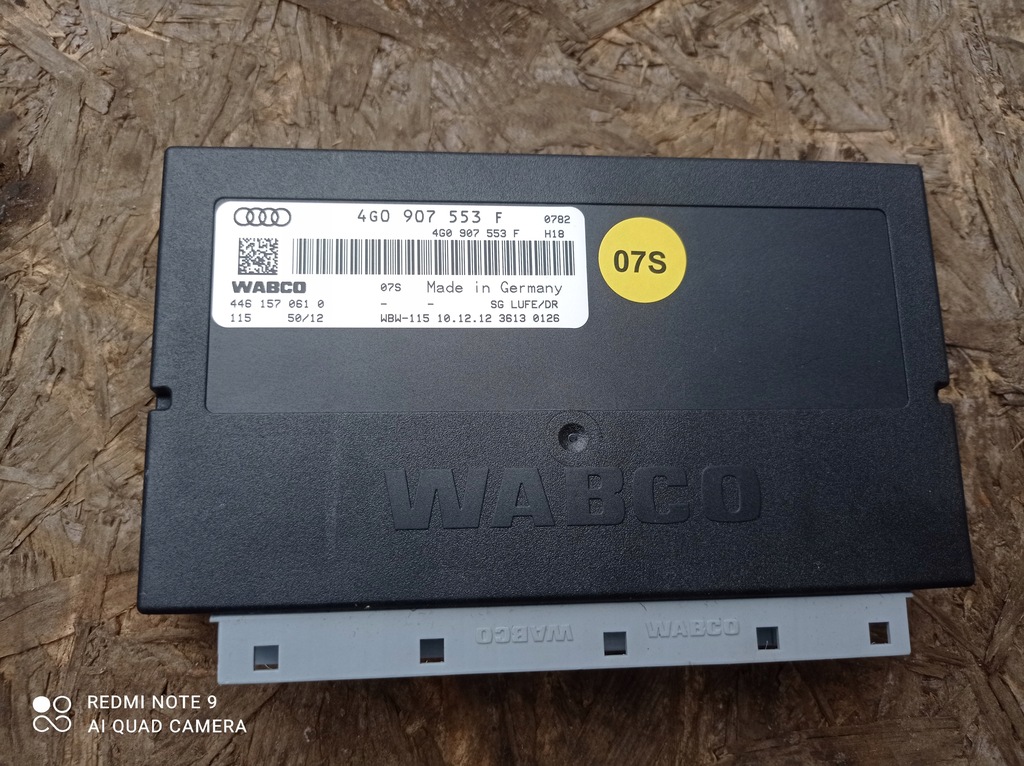 4G0 907 553 F 0782
4G0 907 553 F H18
WABCO 07S Made in Germany
446 157 061 0 - - SG LUFE/DR
115 50/12 WBW-115 10.12.12 3613 0126
07S
WABCO
WABCO WABCO
REDMI NOTE 9
AI QUAD CAMERA